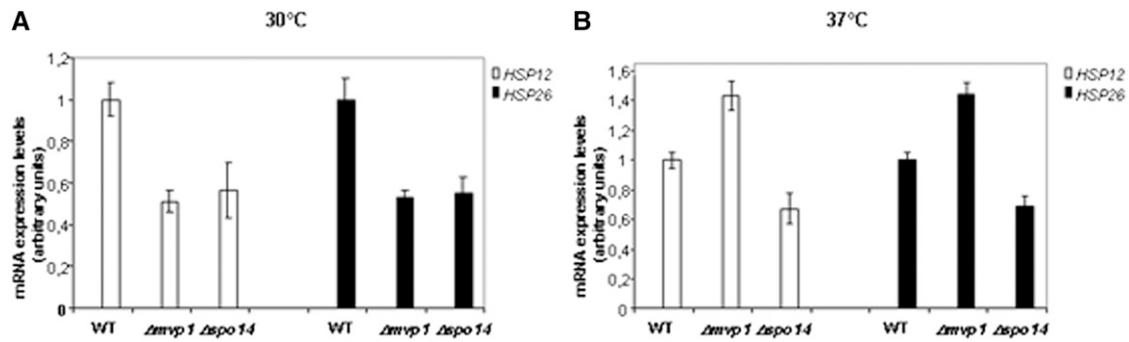 A
30°C
mRNA expression levels
(arbitrary units)
1,2
1
0,8
0,6
0,4
0,2
0
WT
Δmvp1
Δspo14
WT
Δmvp1
Δspo14
HSP12
HSP26
B
37°C
mRNA expression levels
(arbitrary units)
1,6
1,4
1,2
1
0,8
0,6
0,4
0,2
0
WT
Δmvp1
Δspo14
WT
Δmvp1
Δspo14
HSP12
HSP26